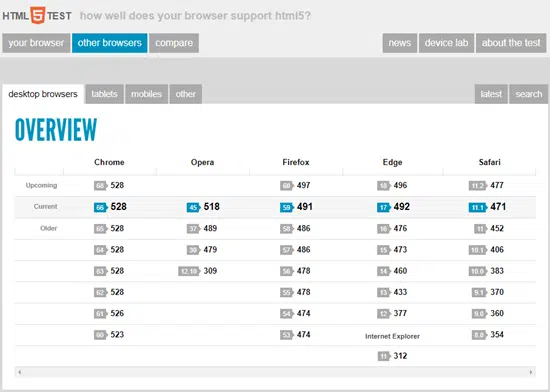 HTML 5 TEST how well does your browser support html5?
your browser other browsers compare news device lab about the test
desktop browsers tablets mobiles other latest search
OVERVIEW
Chrome Opera Firefox Edge Safari
Upcoming 68 528 60 497 18 496 11.2 477
Current 66 528 45 518 59 491 17 492 11.1 471
Older 65 528 37 489 58 486 16 476 11 452
64 528 30 479 57 486 15 473 10.1 406
63 528 12.10 309 56 478 14 460 10.0 383
62 528 55 478 13 433 9.1 370
61 526 54 474 12 377 9.0 360
60 523 53 474 Internet Explorer 8.0 354
11 312